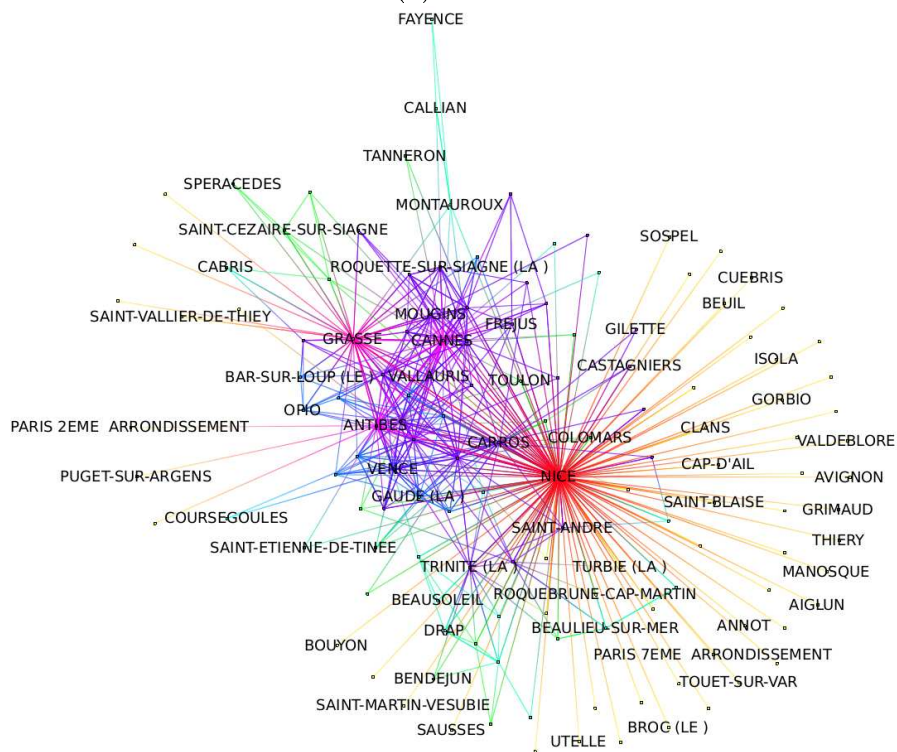 FAYENCE
CALLIAN
TANNERON
SPERACEDES
MONTAUROUX
SAINT-CEZAIRE-SUR-SIAGNE
SOSPEL
CABRIS
ROQUETTE-SUR-SIAGNE (LA )
CUEBRIS
BEUIL
SAINT-VALLIER-DE-THIEY
MOUGINS
FREJUS
GILETTE
GRASSE
CANNES
ISOLA
CASTAGNIERS
BAR-SUR-LOUP (LE )
VALLAURIS
TOULON
GORBIO
OPIO
PARIS 2EME ARRONDISSEMENT
ANTIBES
CLANS
CARROS
COLOMARS
VALDEBLORE
CAP-D'AIL
VENCE
PUGET-SUR-ARGENS
NICE
AVIGNON
GAUDE (LA )
SAINT-BLAISE
GRIMAUD
COURSEGOULES
SAINT-ANDRE
THIERY
SAINT-ETIENNE-DE-TINEE
TRINITE (LA )
TURBIE (LA )
MANOSQUE
ROQUEBRUNE-CAP-MARTIN
BEAUSOLEIL
AIGLUN
DRAP
BEAULIEU-SUR-MER
ANNOT
BOUYON
PARIS 7EME ARRONDISSEMENT
BENDEJUN
TOUET-SUR-VAR
SAINT-MARTIN-VESUBIE
SAUSSES
BROC (LE )
UTELLE